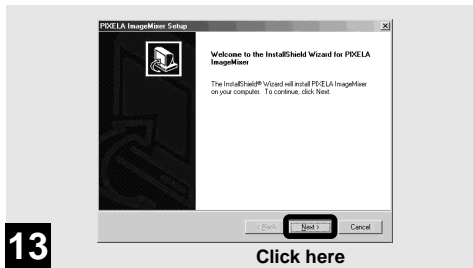 PIXELA ImageMixer Setup
Welcome to the InstallShield Wizard for PIXELA
ImageMixer
The InstallShield® Wizard will install PIXELA ImageMixer
on your computer. To continue, click Next.
< Back
Next >
Cancel
13
Click here